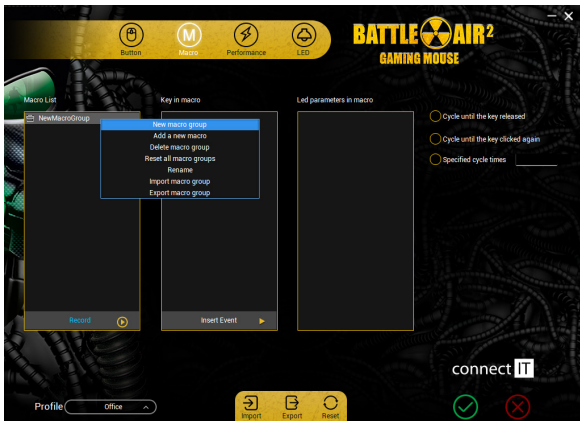 BATTLE AIR²
GAMING MOUSE
M
Button
Macro
Performance
LED
Macro List
Key in macro
Led parameters in macro
NewMacroGroup
New macro group
Add a new macro
Delete macro group
Reset all macro groups
Rename
Import macro group
Export macro group
Cycle until the key released
Cycle until the key clicked again
Specified cycle times
Record
Insert Event
connect IT
Profile
Office
Import
Export
Reset